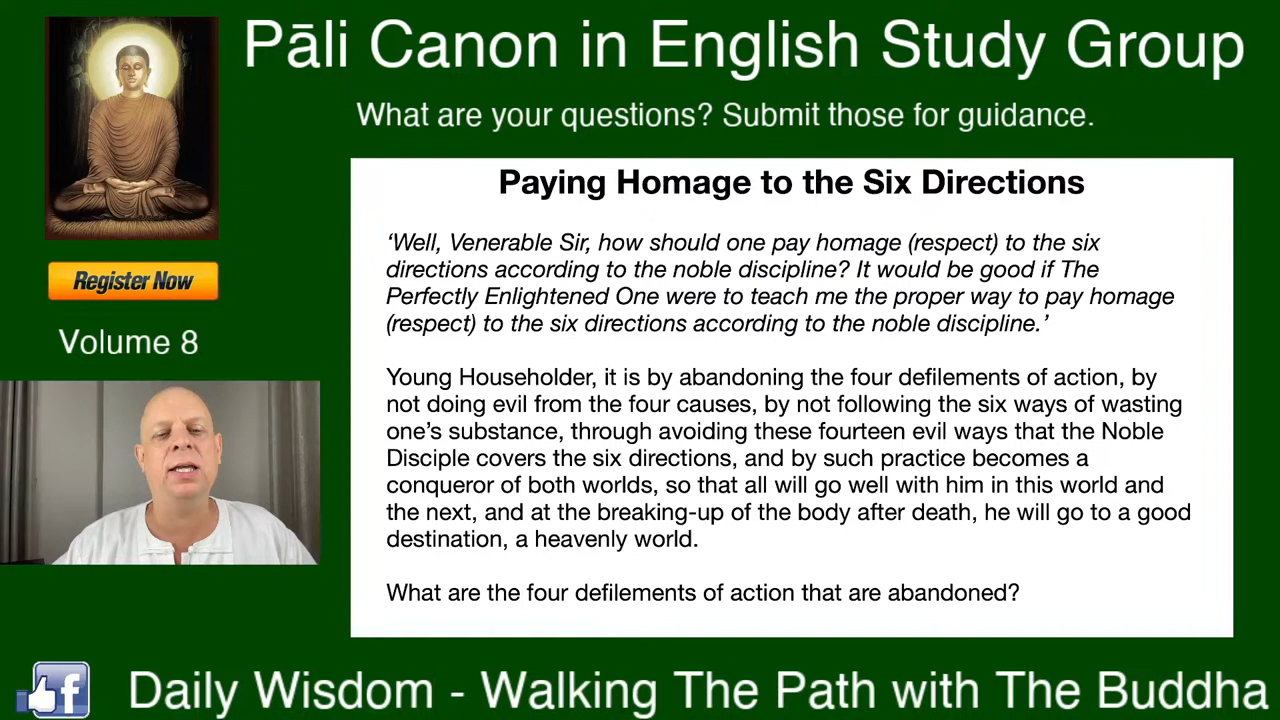 Pāli Canon in English Study Group
What are your questions? Submit those for guidance.
Register Now
Volume 8
Paying Homage to the Six Directions
‘Well, Venerable Sir, how should one pay homage (respect) to the six
directions according to the noble discipline? It would be good if The
Perfectly Enlightened One were to teach me the proper way to pay homage
(respect) to the six directions according to the noble discipline.’
Young Householder, it is by abandoning the four defilements of action, by
not doing evil from the four causes, by not following the six ways of wasting
one’s substance, through avoiding these fourteen evil ways that the Noble
Disciple covers the six directions, and by such practice becomes a
conqueror of both worlds, so that all will go well with him in this world and
the next, and at the breaking-up of the body after death, he will go to a good
destination, a heavenly world.
What are the four defilements of action that are abandoned?
f
Daily Wisdom - Walking The Path with The Buddha